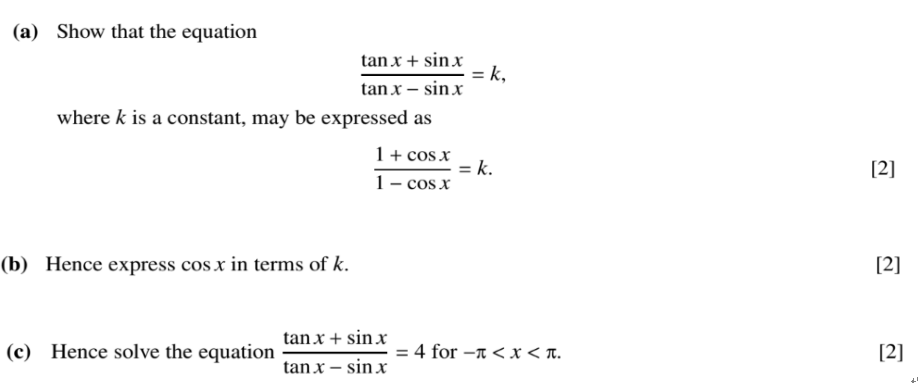 (a) Show that the equation
tan x + sin x
tan x − sin x
= k,
where k is a constant, may be expressed as
1 + cos x
1 − cos x
= k.
[2]
(b) Hence express cos x in terms of k.
[2]
(c) Hence solve the equation tan x + sin x / tan x − sin x = 4 for −π < x < π.
[2]